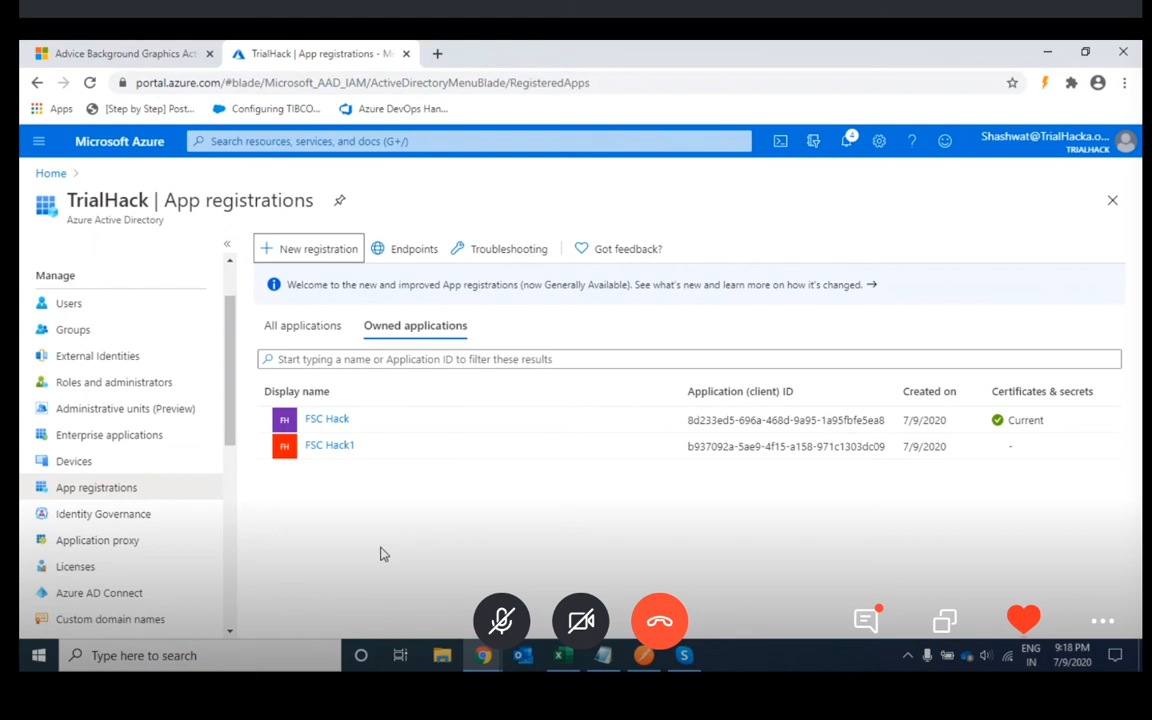 Advice Background Graphics Act
TrialHack | App registrations - Mi
portal.azure.com/#blade/Microsoft_AAD_IAM/ActiveDirectoryMenuBlade/RegisteredApps
Apps
[Step by Step] Post...
Configuring TIBCO...
Azure DevOps Han...
Microsoft Azure
Search resources, services, and docs (G+/)
4
Shashwat@TrialHacka.o...
TRIALHACK
Home
TrialHack | App registrations
Azure Active Directory
New registration
Endpoints
Troubleshooting
Got feedback?
Manage
Users
Groups
External Identities
Roles and administrators
Administrative units (Preview)
Enterprise applications
Devices
App registrations
Identity Governance
Application proxy
Licenses
Azure AD Connect
Custom domain names
Welcome to the new and improved App registrations (now Generally Available). See what's new and learn more on how it's changed.
All applications
Owned applications
Start typing a name or Application ID to filter these results
Display name
Application (client) ID
Created on
Certificates & secrets
FH
FSC Hack
8d233ed5-696a-468d-9a95-1a95fbfe5ea8
7/9/2020
Current
FH
FSC Hack1
b937092a-5ae9-4f15-a158-971c1303dc09
7/9/2020
-
Type here to search
ENG
IN
9:18 PM
7/9/2020